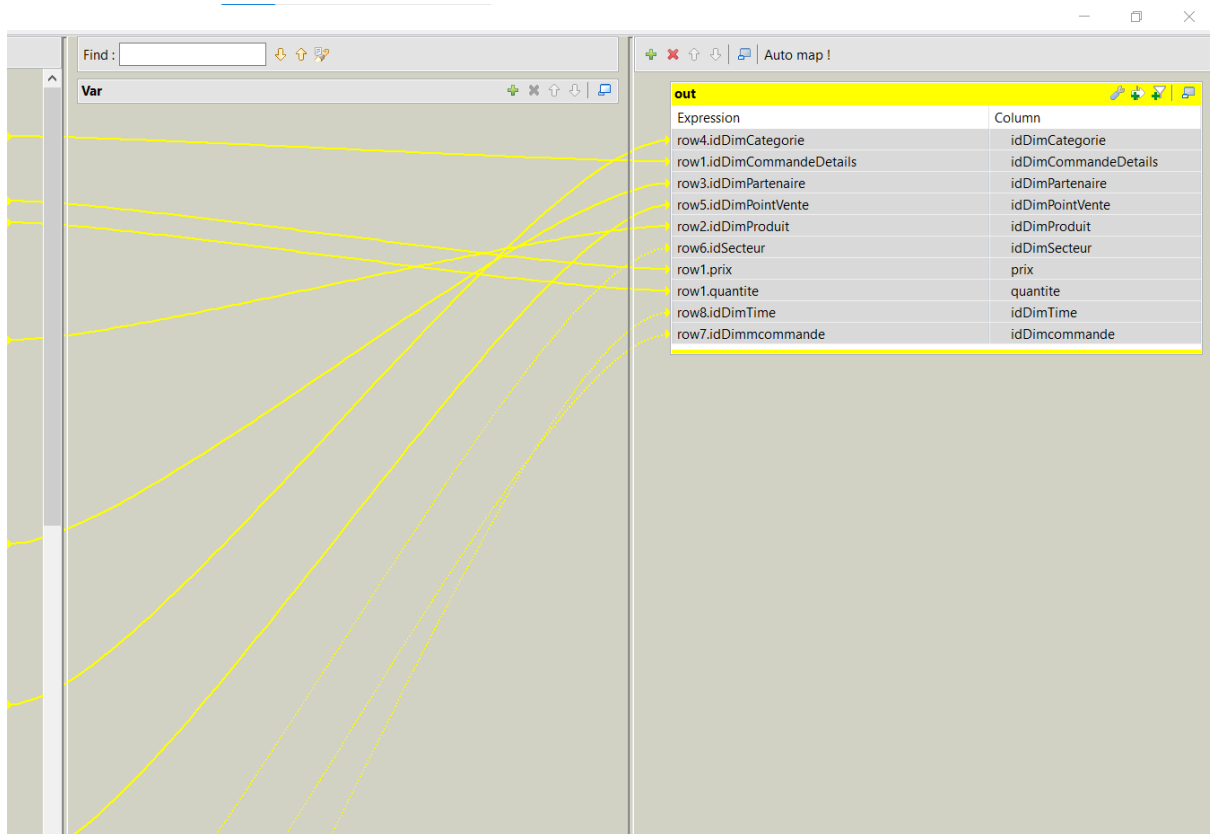 Find :
Auto map !
Var
out
Expression Column
row4.idDimCategorie idDimCategorie
row1.idDimCommandeDetails idDimCommandeDetails
row3.idDimPartenaire idDimPartenaire
row5.idDimPointVente idDimPointVente
row2.idDimProduit idDimProduit
row6.idSecteur idDimSecteur
row1.prix prix
row1.quantite quantite
row8.idDimTime idDimTime
row7.idDimmcommande idDimcommande